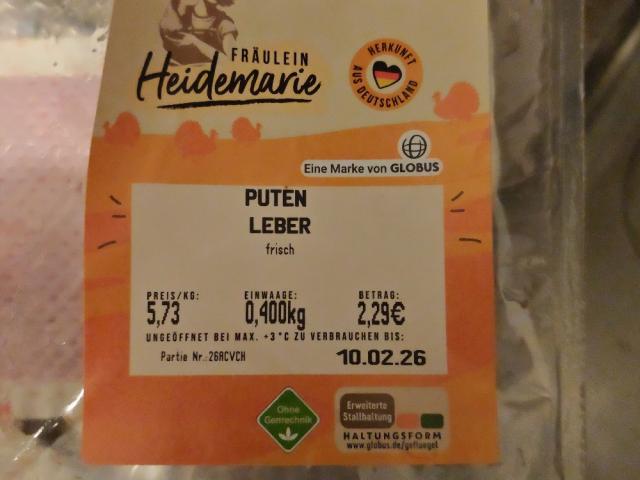 FRÄULEIN
Heidemarie
HERKUNFT
AUS DEUTSCHLAND
Eine Marke von GLOBUS
PUTEN
LEBER
frisch
PREIS/KG: EINWAAGE: BETRAG:
5,73 0,400kg 2,29€
UNGEÖFFNET BEI MAX. +3°C ZU VERBRAUCHEN BIS:
Partie Nr.:26ACVCH 10.02.26
Ohne
Gentechnik
Erweiterte
Stallhaltung
HALTUNGSFORM
www.globus.de/gefluegel